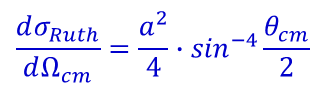 dσ_Ruth/dΩ_cm = a²/4 · sin⁻⁴ θ_cm/2